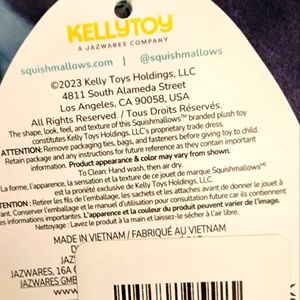 KELLYTOY
A JAZWARES COMPANY
squishmallows.com | @squishmallows
©2023 Kelly Toys Holdings, LLC
4811 South Alameda Street
Los Angeles, CA 90058, USA
All Rights Reserved. / Tous Droits Réservés.
The shape, look, feel, and texture of this Squishmallows™ branded plush toy
constitutes Kelly Toys Holdings, LLC's proprietary trade dress.
ATTENTION: Remove packaging ties, bags, and fasteners before giving toy to child.
Retain package and any instructions for future reference as they contain important
information. Product appearance & color may vary from shown.
To Clean: Hand wash, then air dry.
La forme, l'apparence, la sensation et la texture de ce jouet de marque Squishmallows
est la propriété exclusive de Kelly Toys Holdings, LLC.
ATTENTION : Retirer les fils de l'emballage, les sachets et les attaches avant de donner le jouet à
enfant. Conserver l'emballage et le manuel d'utilisation pour consultation future car ils contiennent
des informations importantes. L'apparence et la couleur du produit peuvent varier de l'image.
Nettoyage : Lavez le produit à la main et laissez-le sécher à l'air libre.
MADE IN VIETNAM / FABRIQUÉ AU VIETNAM
JAZWARES, 16A
JAZWARES GMBH